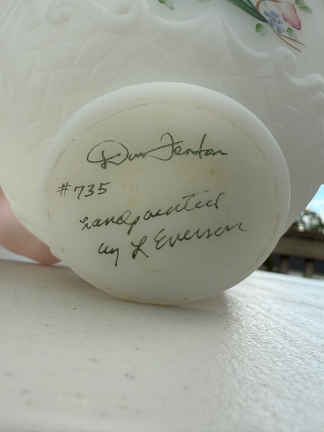 Don Fenton
#735
Handpainted
by L Everson